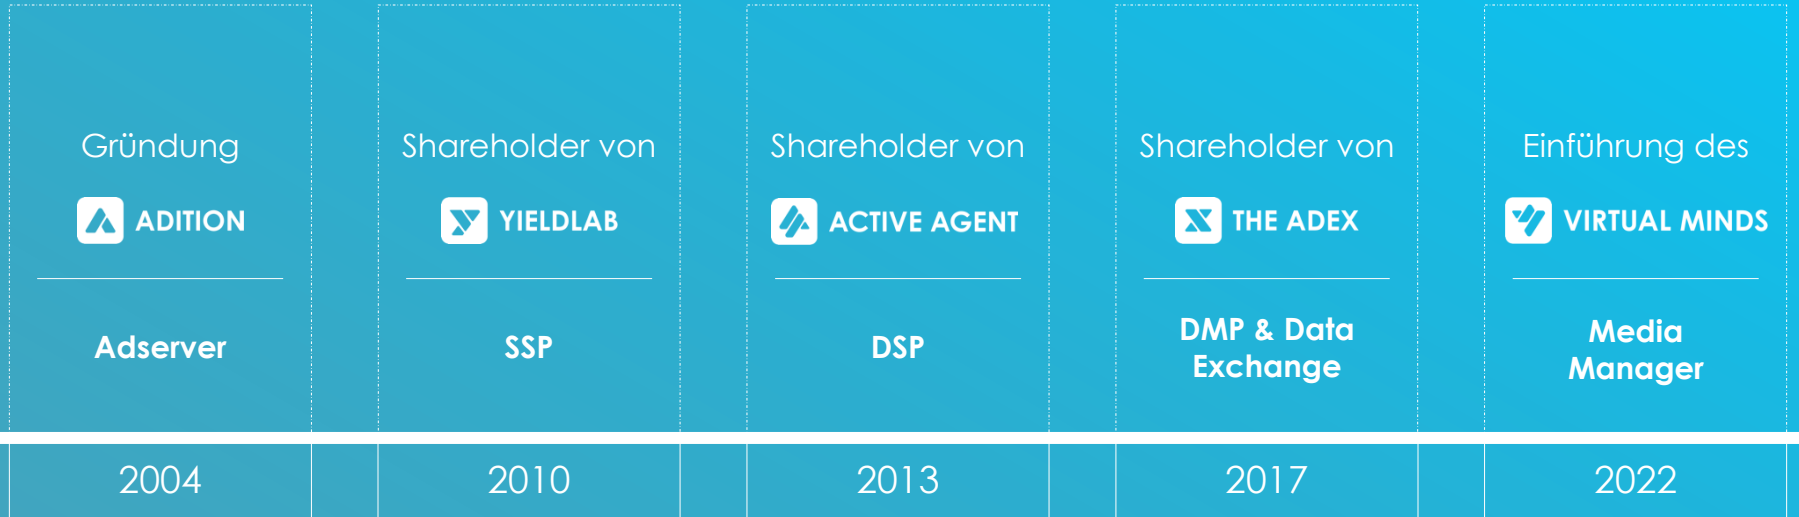 Gründung
ADITION
Adserver
2004
Shareholder von
YIELDLAB
SSP
2010
Shareholder von
ACTIVE AGENT
DSP
2013
Shareholder von
THE ADEX
DMP & Data
Exchange
2017
Einführung des
VIRTUAL MINDS
Media
Manager
2022